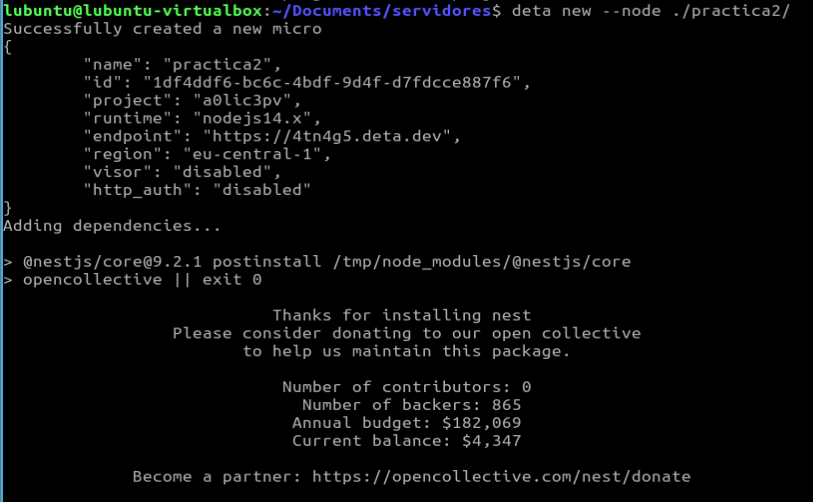 lubuntu@lubuntu-virtualbox:~/Documents/servidores$ deta new --node ./practica2/
Successfully created a new micro
{
        "name": "practica2",
        "id": "1df4ddf6-bc6c-4bdf-9d4f-d7fdcce887f6",
        "project": "a0lic3pv",
        "runtime": "nodejs14.x",
        "endpoint": "https://4tn4g5.deta.dev",
        "region": "eu-central-1",
        "visor": "disabled",
        "http_auth": "disabled"
}
Adding dependencies...
> @nestjs/core@9.2.1 postinstall /tmp/node_modules/@nestjs/core
> opencollective || exit 0
Thanks for installing nest
Please consider donating to our open collective
to help us maintain this package.
Number of contributors: 0
Number of backers: 865
Annual budget: $182,069
Current balance: $4,347
Become a partner: https://opencollective.com/nest/donate